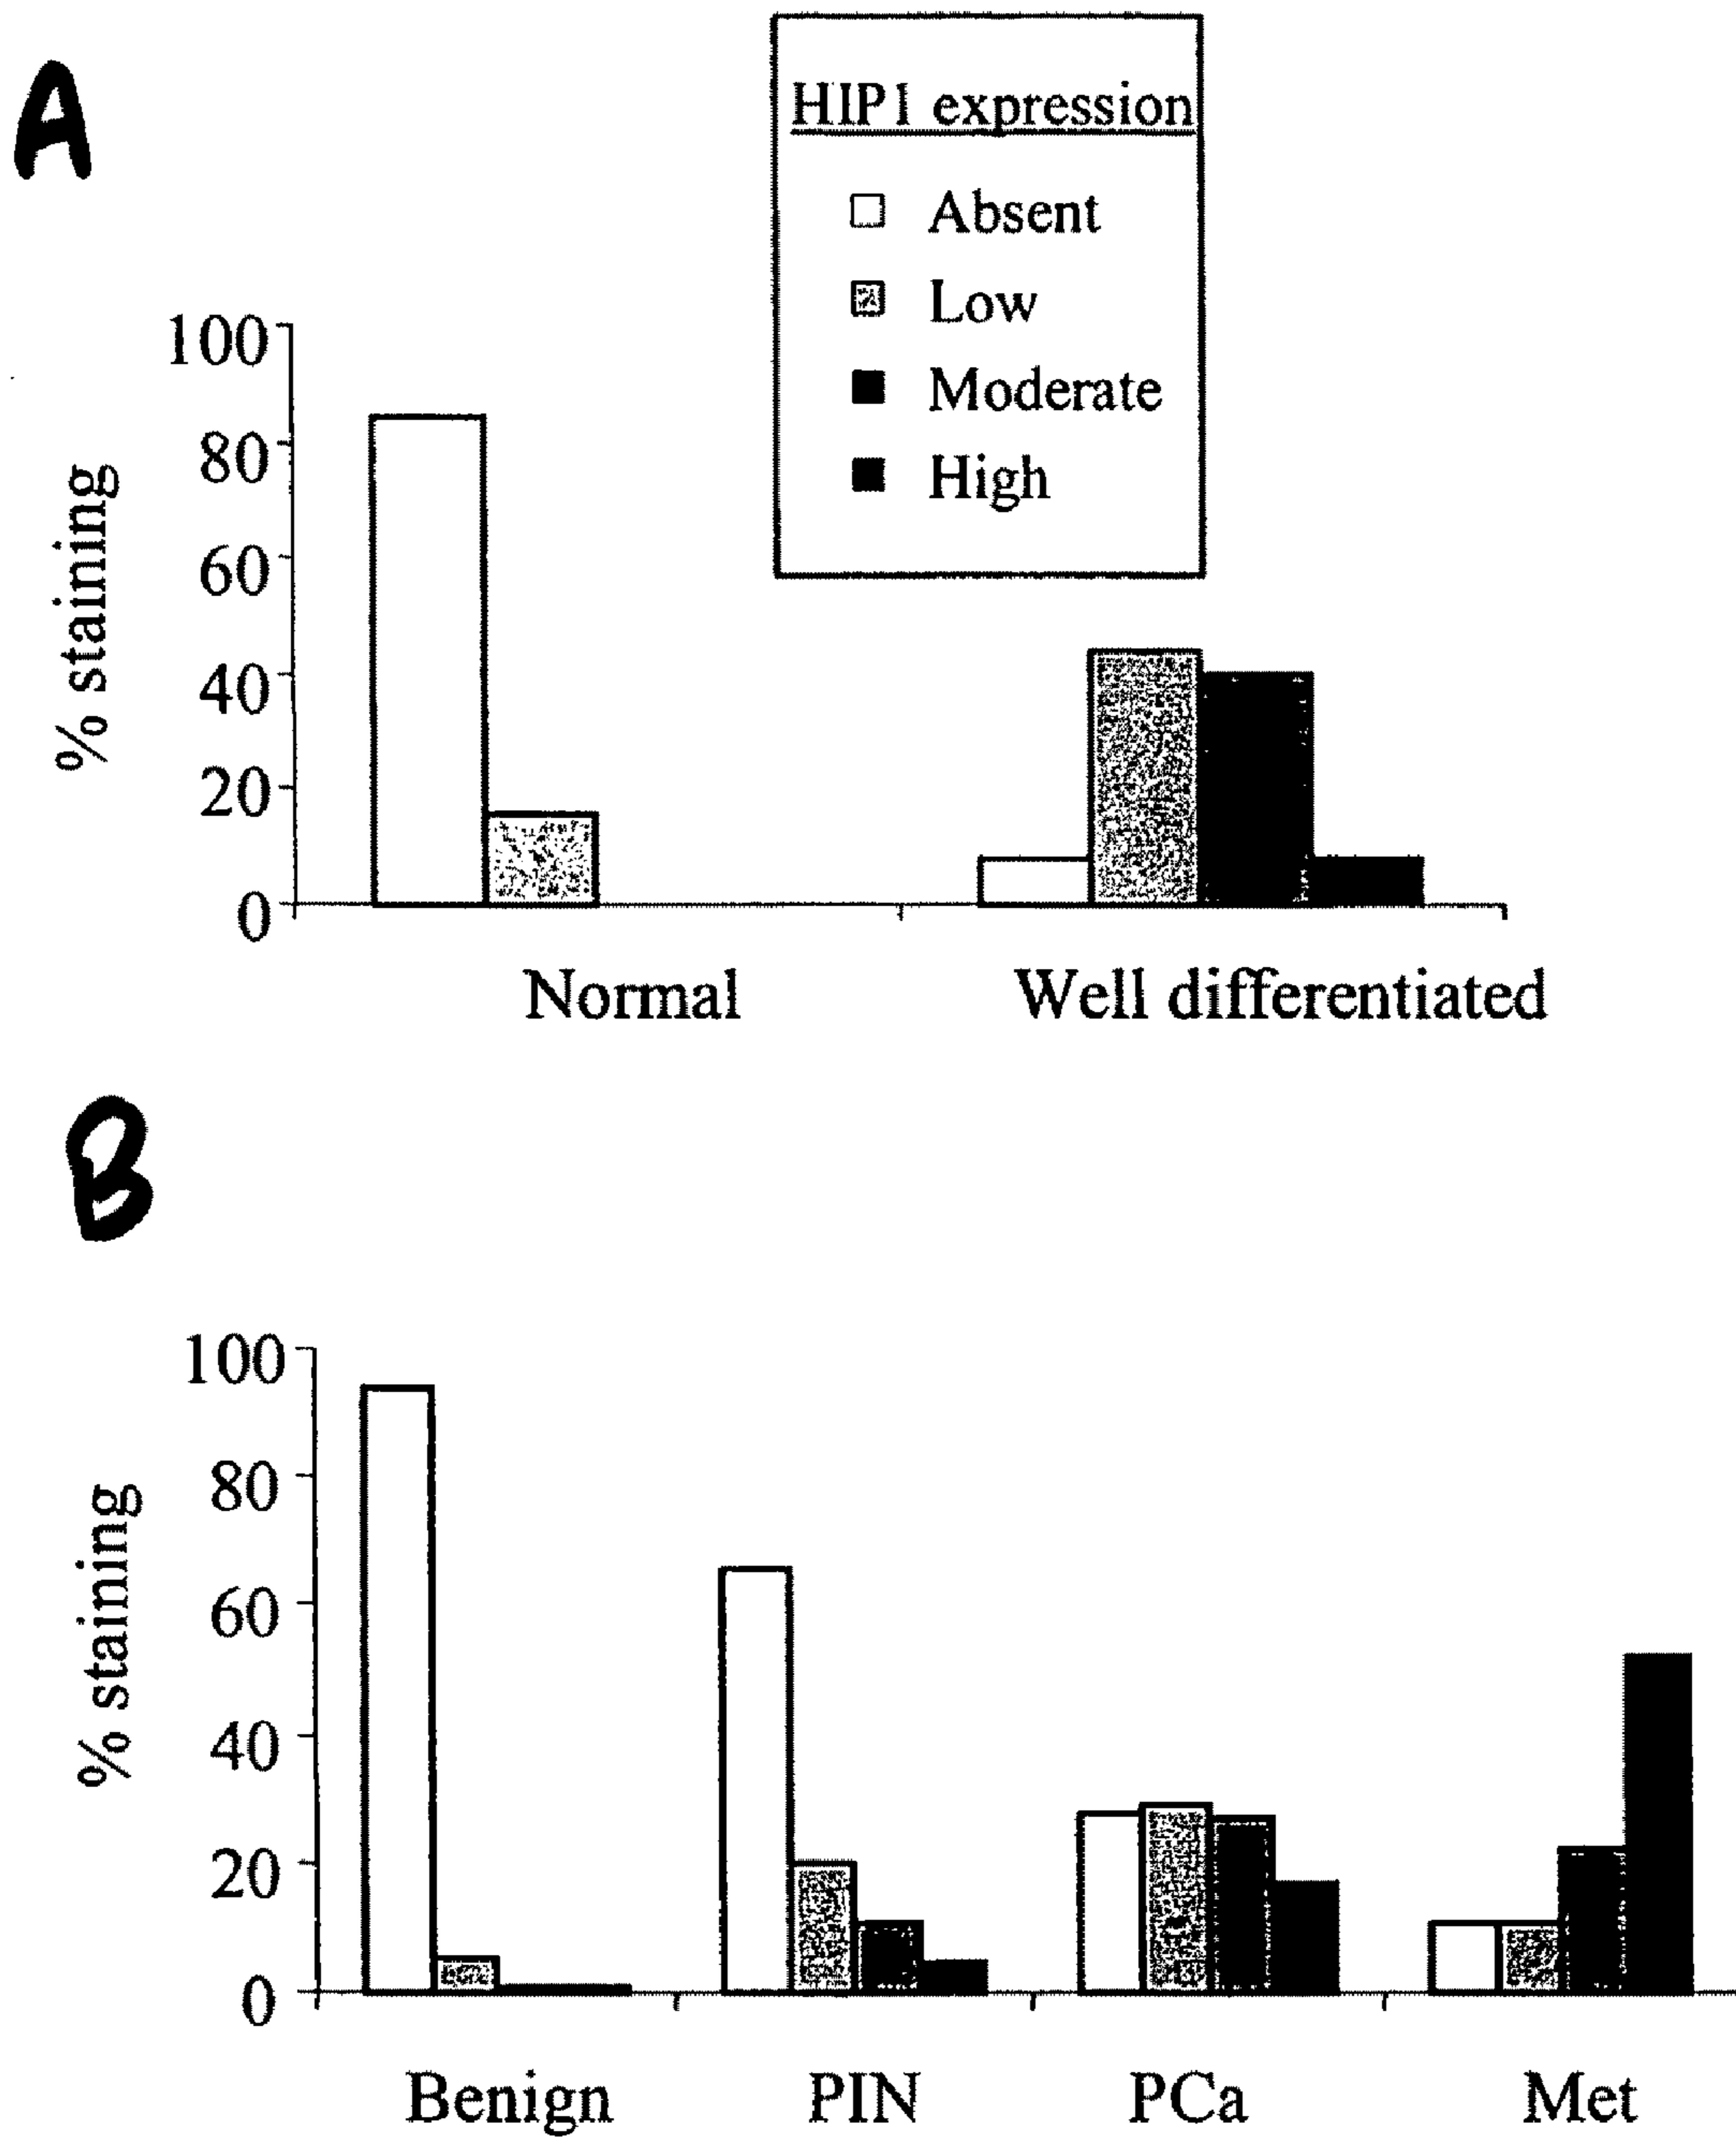 A
HIP1 expression
Absent
Low
Moderate
High
100
80
60
40
20
0
% staining
Normal
Well differentiated
B
100
80
60
40
20
0
% staining
Benign
PIN
PCa
Met